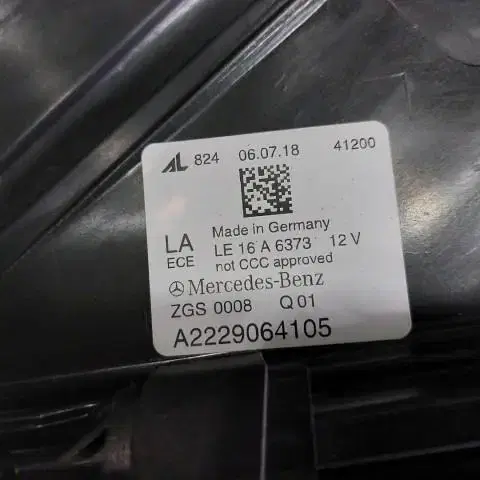 AL 824 06.07.18 41200
Made in Germany
LA LE 16 A 6373 12 V
ECE not CCC approved
Mercedes-Benz
ZGS 0008 Q 01
A2229064105